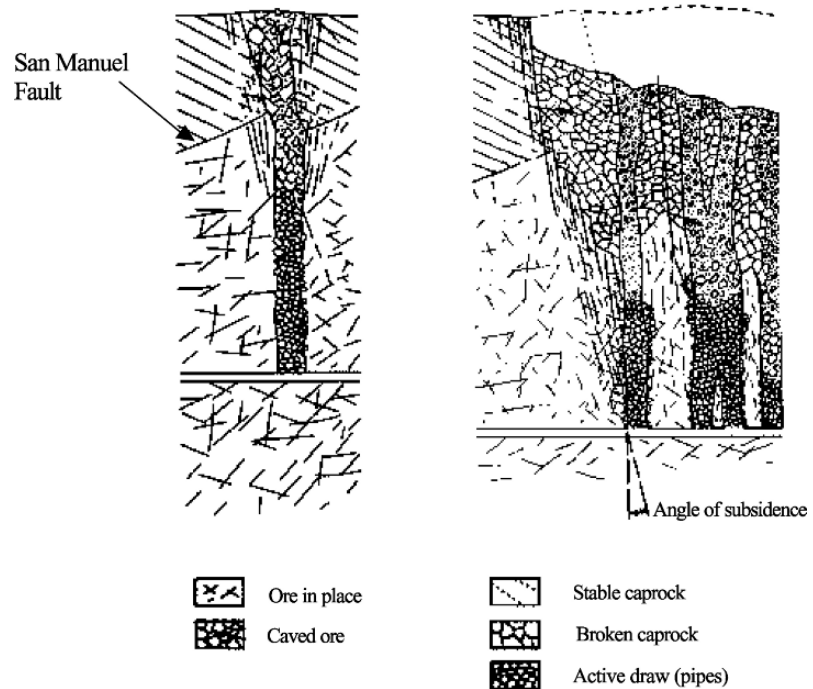 San Manuel
Fault
Angle of subsidence
Ore in place
Caved ore
Stable caprock
Broken caprock
Active draw (pipes)